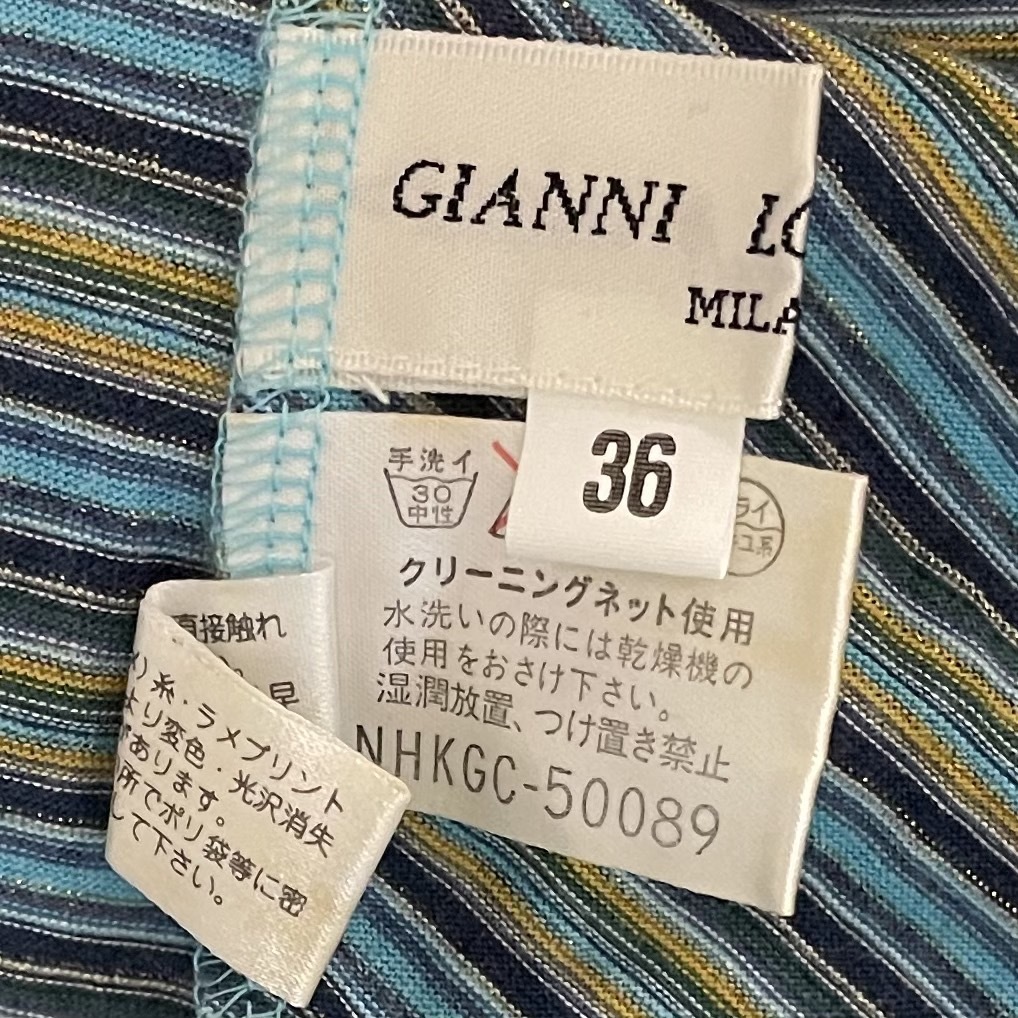 GIANNI LO
MILA
36
手洗イ
30
中性
ライ
クリーニングネット使用
水洗いの際には乾燥機の
使用をおさけ下さい。
湿潤放置、つけ置き禁止
NHKGC-50089
直接触れ
糸・ラメプリント
より変色・光沢消失
があります。
所でポリ袋等に密
して下さい。